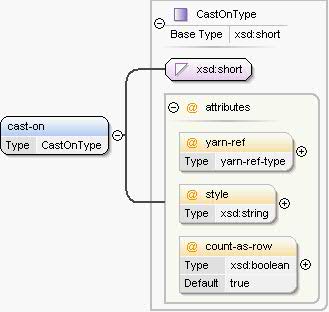 CastOnType
Base Type xsd:short
xsd:short
cast-on
Type CastOnType
@ attributes
@ yarn-ref
Type yarn-ref-type
@ style
Type xsd:string
@ count-as-row
Type xsd:boolean
Default true